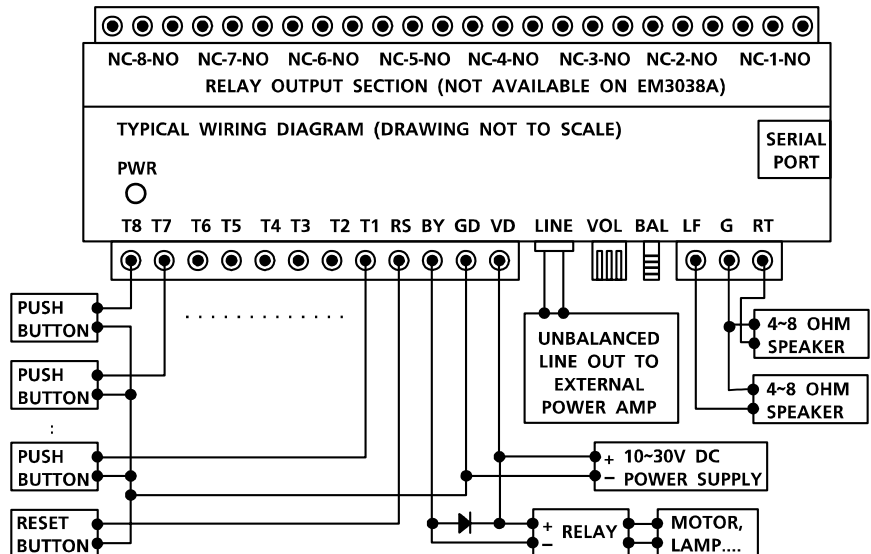 NC-8-NO NC-7-NO NC-6-NO NC-5-NO NC-4-NO NC-3-NO NC-2-NO NC-1-NO
RELAY OUTPUT SECTION (NOT AVAILABLE ON EM3038A)
TYPICAL WIRING DIAGRAM (DRAWING NOT TO SCALE)
SERIAL
PORT
PWR
T8 T7 T6 T5 T4 T3 T2 T1 RS BY GD VD LINE VOL BAL LF G RT
PUSH
BUTTON
. . . . . . . . . . . . . . .
UNBALANCED
LINE OUT TO
EXTERNAL
POWER AMP
4~8 OHM
SPEAKER
PUSH
BUTTON
4~8 OHM
SPEAKER
:
PUSH
BUTTON
+ 10~30V DC
− POWER SUPPLY
RESET
BUTTON
+
−
RELAY
MOTOR,
LAMP....